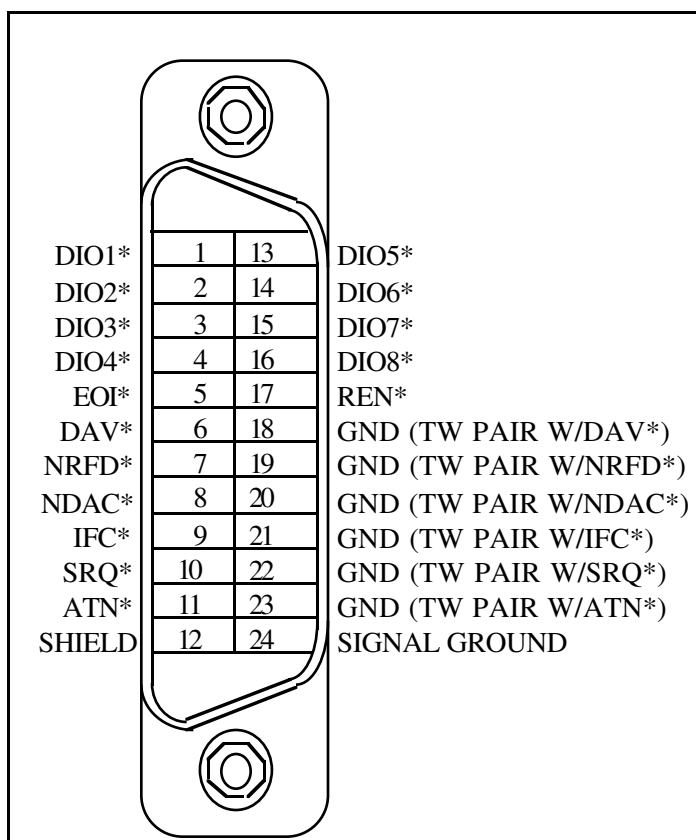 DIO1* 1 13 DIO5*
DIO2* 2 14 DIO6*
DIO3* 3 15 DIO7*
DIO4* 4 16 DIO8*
EOI* 5 17 REN*
DAV* 6 18 GND (TW PAIR W/DAV*)
NRFD* 7 19 GND (TW PAIR W/NRFD*)
NDAC* 8 20 GND (TW PAIR W/NDAC*)
IFC* 9 21 GND (TW PAIR W/IFC*)
SRQ* 10 22 GND (TW PAIR W/SRQ*)
ATN* 11 23 GND (TW PAIR W/ATN*)
SHIELD 12 24 SIGNAL GROUND